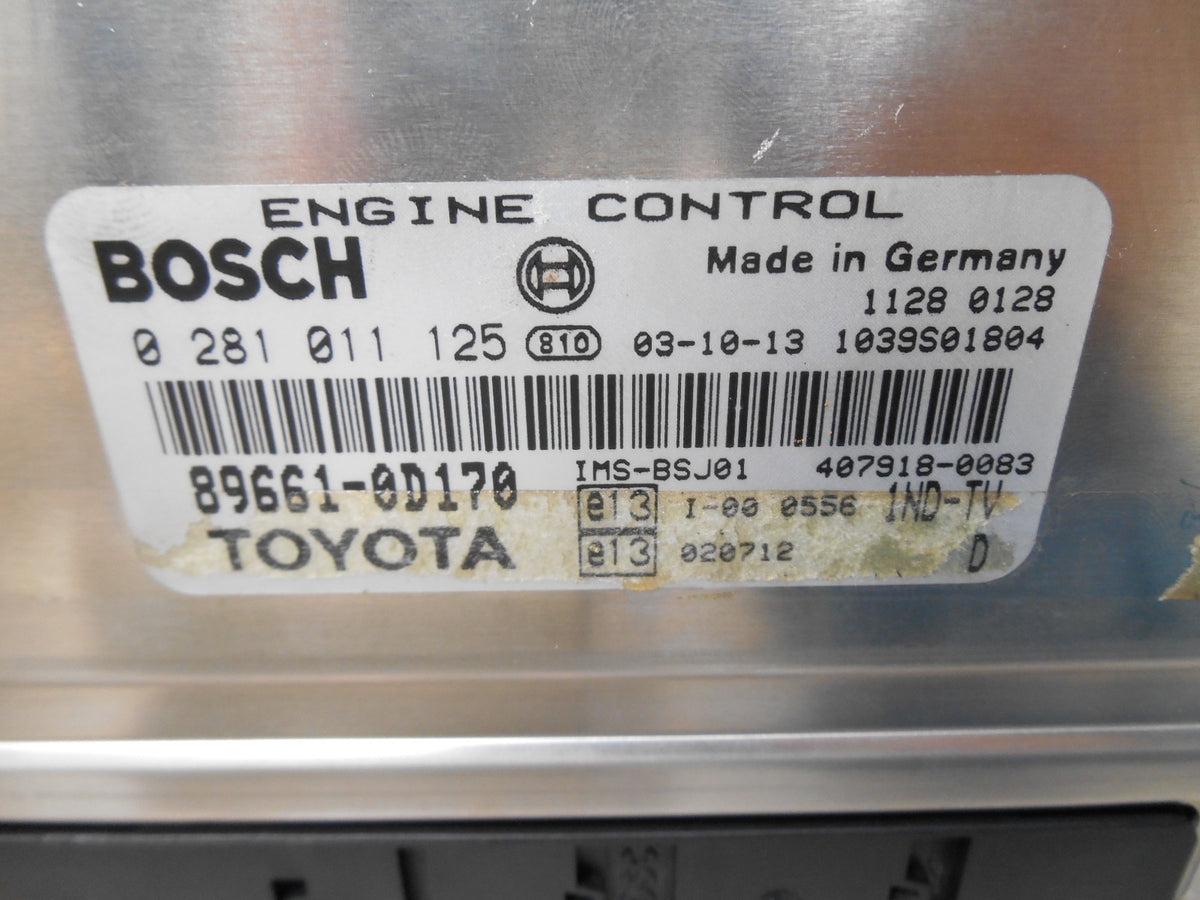 ENGINE CONTROL
BOSCH
Made in Germany
1128 0128
0 281 011 125 810 03-10-13 1039S01804
89661-0D170 IMS-BSJ01 407918-0083
e13 I-00 0556 1ND-TV
TOYOTA e13 020712 D